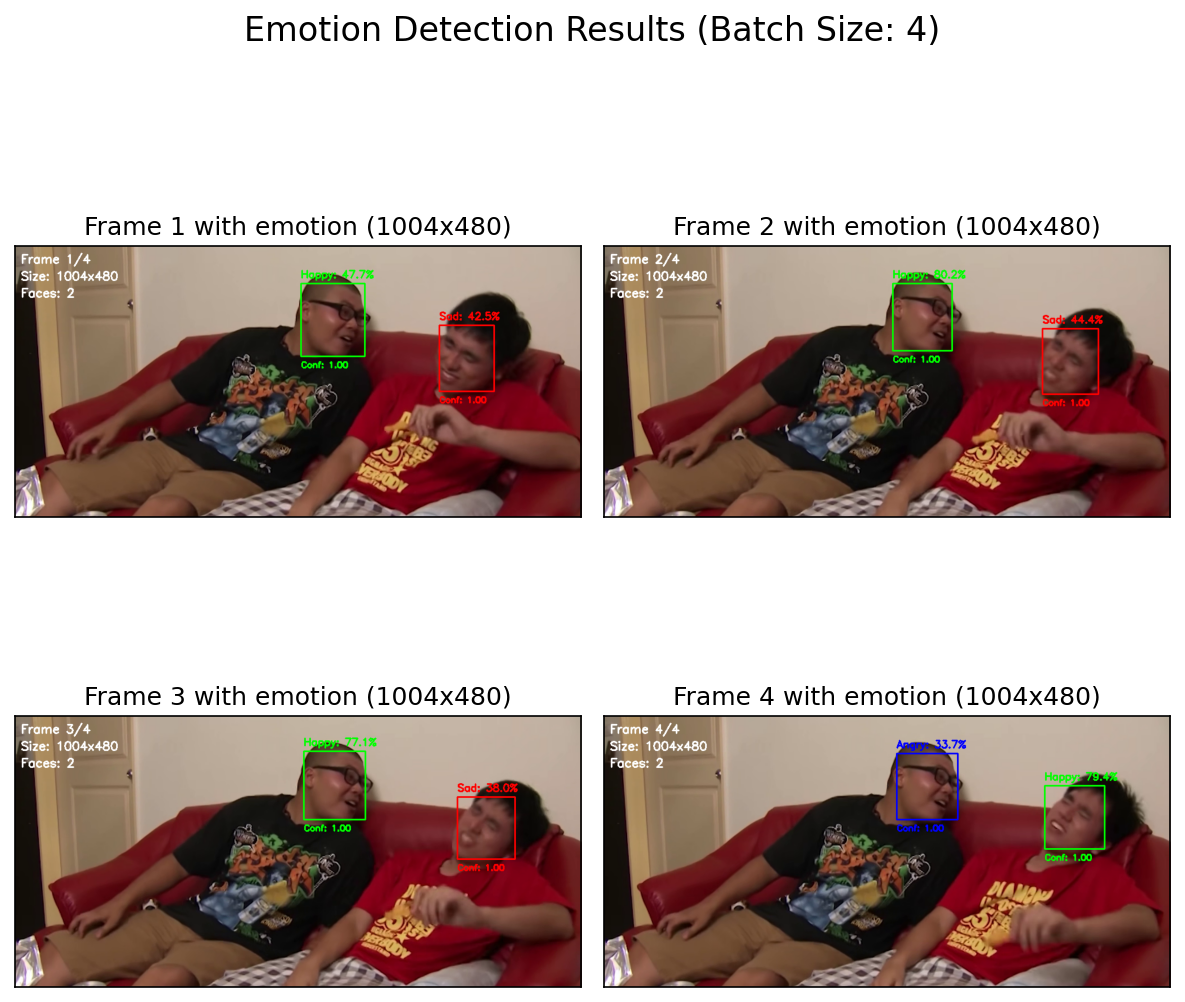 Emotion Detection Results (Batch Size: 4)
Frame 1 with emotion (1004x480)
Frame 1/4
Size: 1004x480
Faces: 2
Happy: 47.7%
Conf: 1.00
Sad: 42.5%
Conf: 1.00
Frame 2 with emotion (1004x480)
Frame 2/4
Size: 1004x480
Faces: 2
Happy: 80.2%
Conf: 1.00
Sad: 44.4%
Conf: 1.00
Frame 3 with emotion (1004x480)
Frame 3/4
Size: 1004x480
Faces: 2
Happy: 77.1%
Conf: 1.00
Sad: 38.0%
Conf: 1.00
Frame 4 with emotion (1004x480)
Frame 4/4
Size: 1004x480
Faces: 2
Angry: 33.7%
Conf: 1.00
Happy: 79.4%
Conf: 1.00
DIAMOND